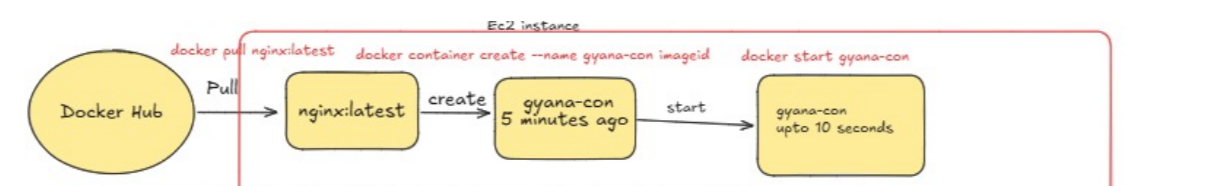 Ec2 instance
docker pull nginx:latest
docker container create --name gyana-con imageid
docker start gyana-con
Docker Hub
Pull
nginx:latest
create
gyana-con
5 minutes ago
start
gyana-con
upto 10 seconds